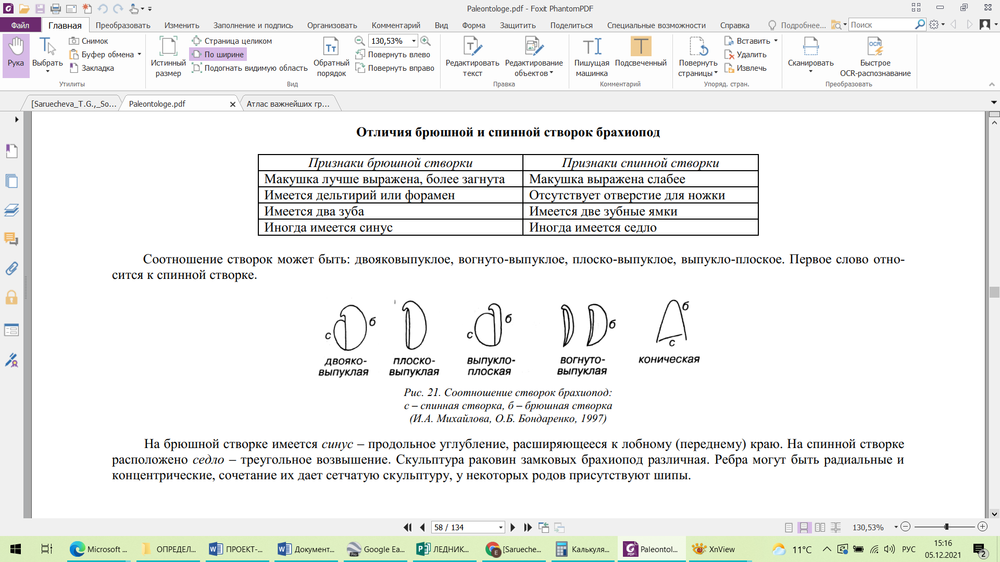 Paleontologe.pdf - Foxit PhantomPDF
Файл Главная Преобразовать Изменить Заполнение и подпись Организовать Комментарий Вид Форма Защитить Поделиться Специальные возможности Справка Подробнее... Поиск
Рука
Выбрать
Снимок
Буфер обмена
Закладка
Утилиты
Истинный
размер
Страница целиком
По ширине
Подогнать видимую область
Обратный
порядок
130,53%
Повернуть влево
Повернуть вправо
Вид
Редактировать
текст
Редактирование
объектов
Правка
Пишущая
машинка
Подсвеченный
Комментарий
Повернуть
страницы
Вставить
Удалить
Извлечь
Упоряд. стран.
Сканировать
Быстрое
OCR-распознавание
Преобразовать
[Saruecheva_T.G.,_So... Paleontologe.pdf Атлас важнейших гр...
Отличия брюшной и спинной створок брахиопод
Признаки брюшной створки Признаки спинной створки
Макушка лучше выражена, более загнута Макушка выражена слабее
Имеется дельтирий или форамен Отсутствует отверстие для ножки
Имеется два зуба Имеется две зубные ямки
Иногда имеется синус Иногда имеется седло
Соотношение створок может быть: двояковыпуклое, вогнуто-выпуклое, плоско-выпуклое, выпукло-плоское. Первое слово отно-
сится к спинной створке.
с б с б б б с
двояко-
выпуклая
плоско-
выпуклая
выпукло-
плоская
вогнуто-
выпуклая
коническая
Рис. 21. Соотношение створок брахиопод:
с – спинная створка, б – брюшная створка
(И.А. Михайлова, О.Б. Бондаренко, 1997)
На брюшной створке имеется синус – продольное углубление, расширяющееся к лобному (переднему) краю. На спинной створке
расположено седло – треугольное возвышение. Скульптура раковин замковых брахиопод различная. Ребра могут быть радиальные и
концентрические, сочетание их дает сетчатую скульптуру, у некоторых родов присутствуют шипы.
58 / 134 130,53%
Microsoft ... ОПРЕДЕЛ... ПРОЕКТ-... Документ... Google Ea... ЛЕДНИК... [Sarueche... Калькуля... Paleontol... XnView 11°C РУС 15:16
05.12.2021 2